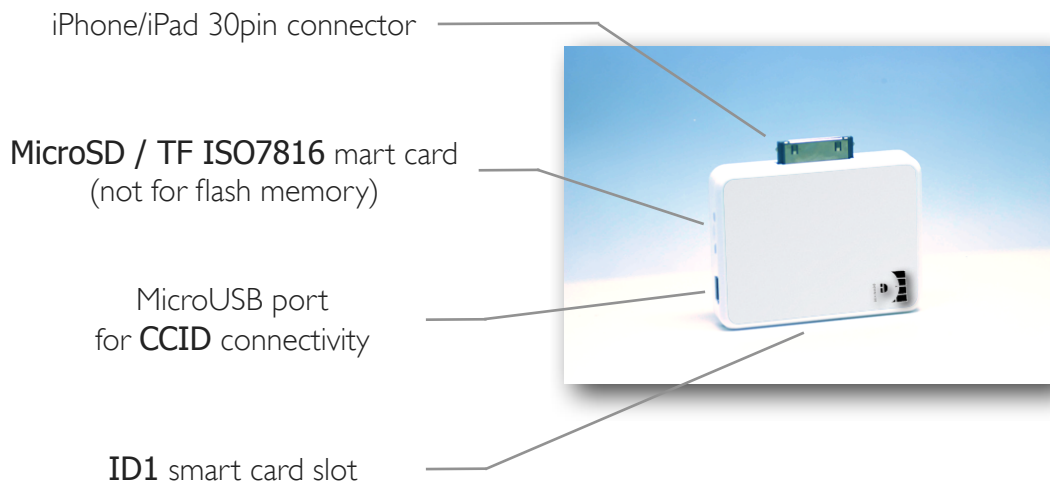 iPhone/iPad 30pin connector
MicroSD / TF ISO7816 mart card
(not for flash memory)
MicroUSB port
for CCID connectivity
ID1 smart card slot